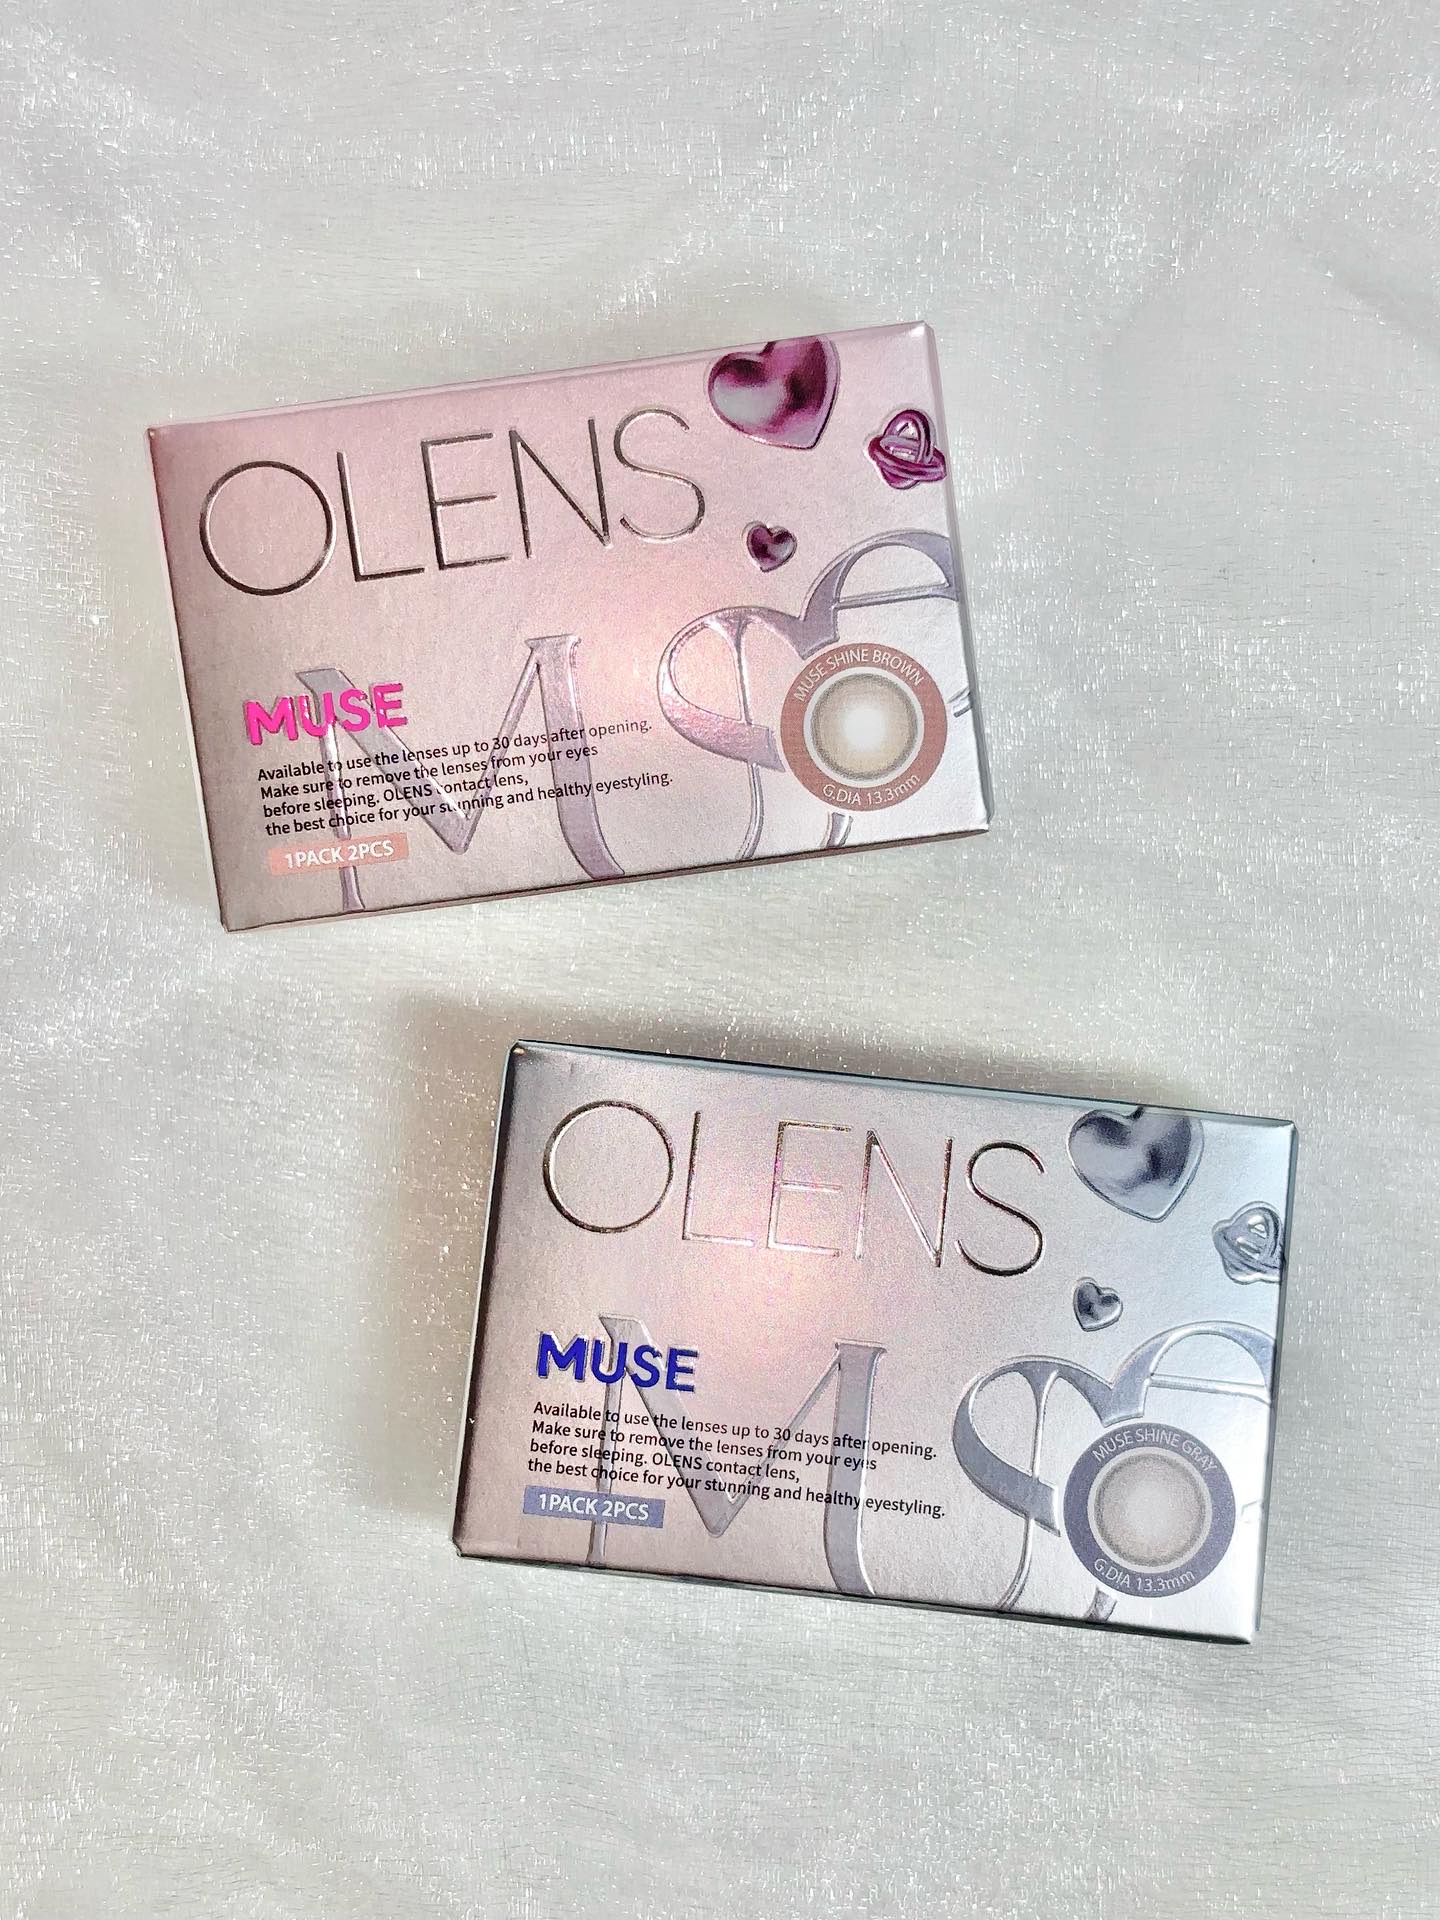 OLENS
MUSE
Available to use the lenses up to 30 days after opening.
Make sure to remove the lenses from your eyes
before sleeping. OLENS contact lens,
the best choice for your stunning and healthy eyestyling.
1PACK 2PCS
MUSE SHINE BROWN
G.DIA 13.3mm
OLENS
MUSE
Available to use the lenses up to 30 days after opening.
Make sure to remove the lenses from your eyes
before sleeping. OLENS contact lens,
the best choice for your stunning and healthy eyestyling.
1PACK 2PCS
MUSE SHINE GRAY
G.DIA 13.3mm